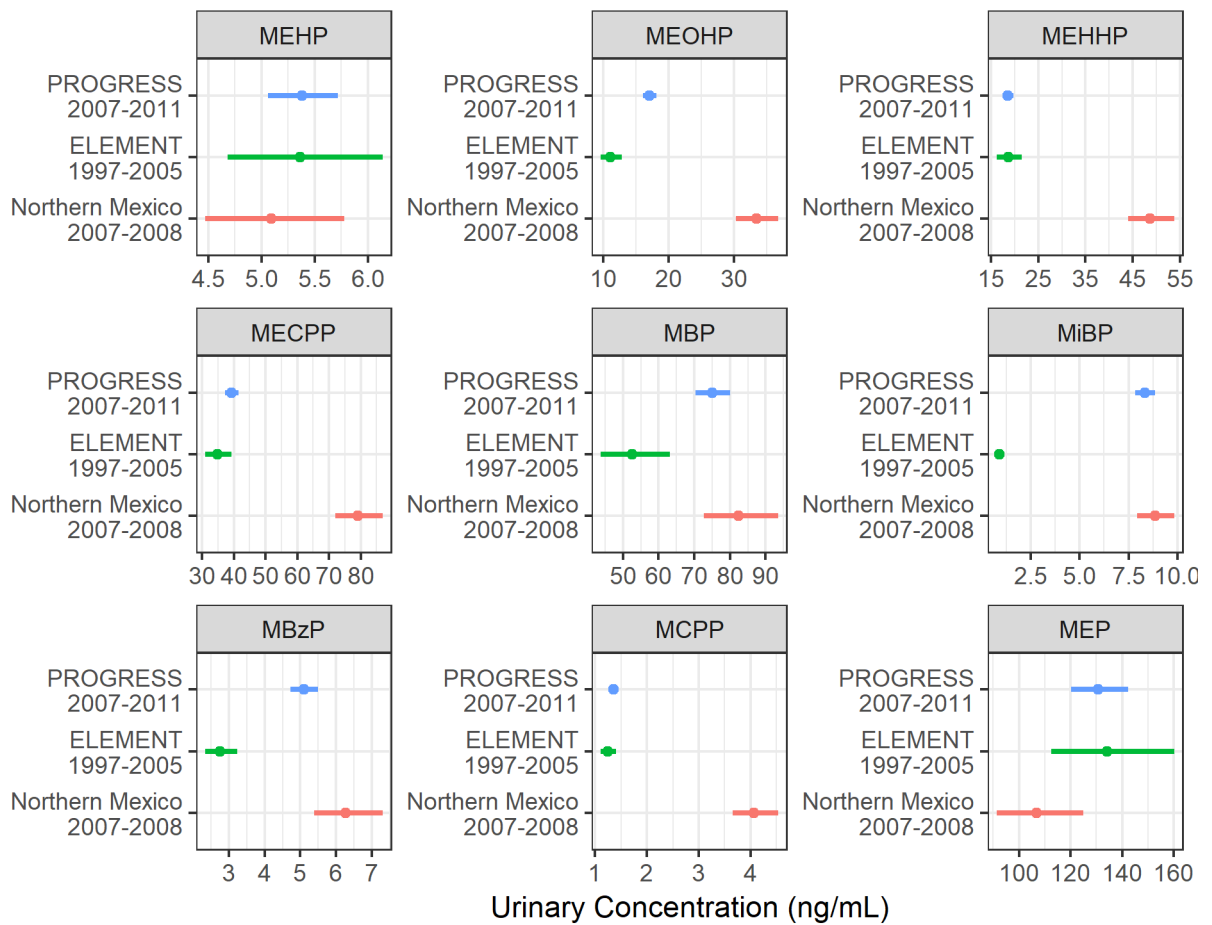 MEHP
PROGRESS
2007-2011
ELEMENT
1997-2005
Northern Mexico
2007-2008
4.5 5.0 5.5 6.0
MEOHP
PROGRESS
2007-2011
ELEMENT
1997-2005
Northern Mexico
2007-2008
10 20 30
MEHHP
PROGRESS
2007-2011
ELEMENT
1997-2005
Northern Mexico
2007-2008
15 25 35 45 55
MECPP
PROGRESS
2007-2011
ELEMENT
1997-2005
Northern Mexico
2007-2008
30 40 50 60 70 80
MBP
PROGRESS
2007-2011
ELEMENT
1997-2005
Northern Mexico
2007-2008
50 60 70 80 90
MiBP
PROGRESS
2007-2011
ELEMENT
1997-2005
Northern Mexico
2007-2008
2.5 5.0 7.5 10.0
MBzP
PROGRESS
2007-2011
ELEMENT
1997-2005
Northern Mexico
2007-2008
3 4 5 6 7
MCPP
PROGRESS
2007-2011
ELEMENT
1997-2005
Northern Mexico
2007-2008
1 2 3 4
MEP
PROGRESS
2007-2011
ELEMENT
1997-2005
Northern Mexico
2007-2008
100 120 140 160
Urinary Concentration (ng/mL)